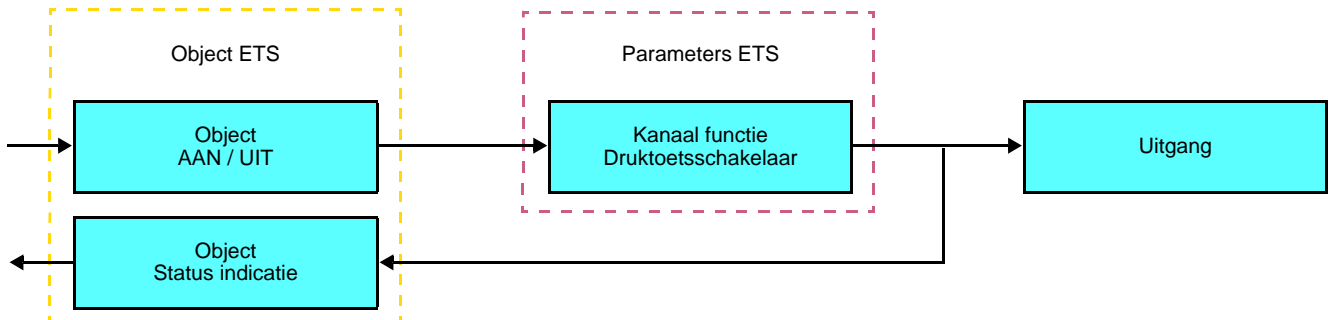 Object ETS
Parameters ETS
Object
AAN / UIT
Kanaal functie
Druktoetsschakelaar
Uitgang
Object
Status indicatie